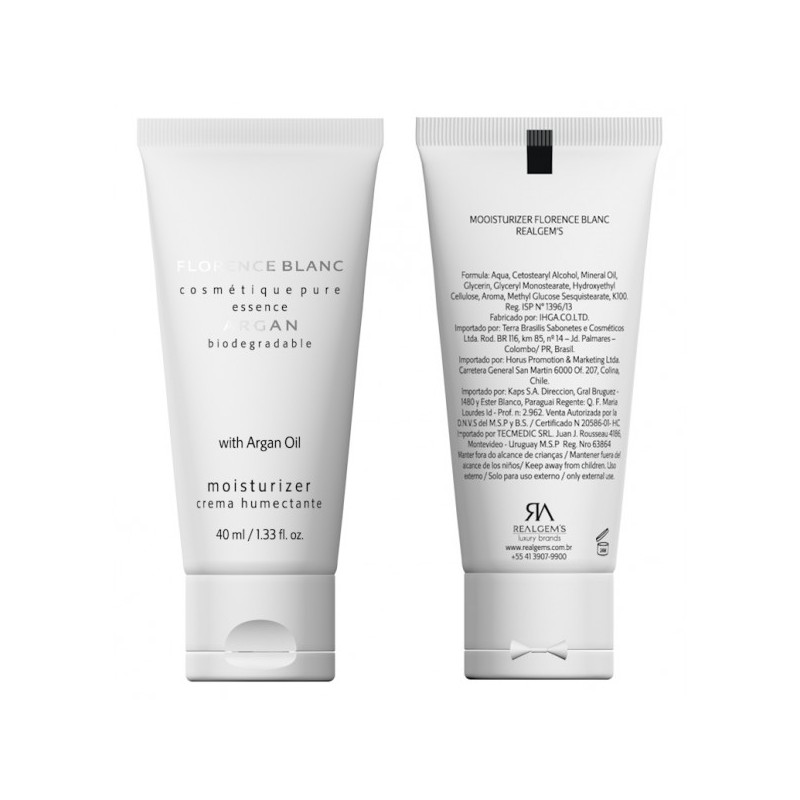 FLORENCE BLANC
cosmétique pure
essence
ARGAN
biodegradable
with Argan Oil
moisturizer
crema humectante
40 ml / 1.33 fl. oz.
MOOISTURIZER FLORENCE BLANC
REALGEM'S
Formula: Aqua, Cetostearyl Alcohol, Mineral Oil,
Glycerin, Glyceryl Monostearate, Hydroxyethyl
Cellulose, Aroma, Methyl Glucose Sesquistearate, K100.
Reg. ISP N° 1396/13
Fabricado por: IHGA.CO.LTD.
Importado por: Terra Brasilis Sabonetes e Cosméticos
Ltda. Rod. BR 116, km 85, nº 14 – Jd. Palmares –
Colombo/ PR, Brasil.
Importado por: Horus Promotion & Marketing Ltda.
Carretera General San Martin 6000 Of. 207, Colina,
Chile.
Importado por: Kaps S.A. Direccion, Gral Bruguez-
1480 y Ester Blanco, Paraguai Regente: Q. F. Maria
Lourdes Id - Prof. n: 2.962. Venta Autorizada por la
D.N.V.S del M.S.P y B.S. / Certificado N 20586-01- HC
Importado por TECMEDIC SRL. Juan J. Rousseau 4186,
Montevideo - Uruguay M.S.P Reg. Nro 63864
Manter fora do alcance de crianças / Mantener fuera del
alcance de los niños/ Keep away from children. Uso
externo / Solo para uso externo / only external use.
RA
REALGEM'S
luxury brands
www.realgems.com.br
+55 41 3907-9900